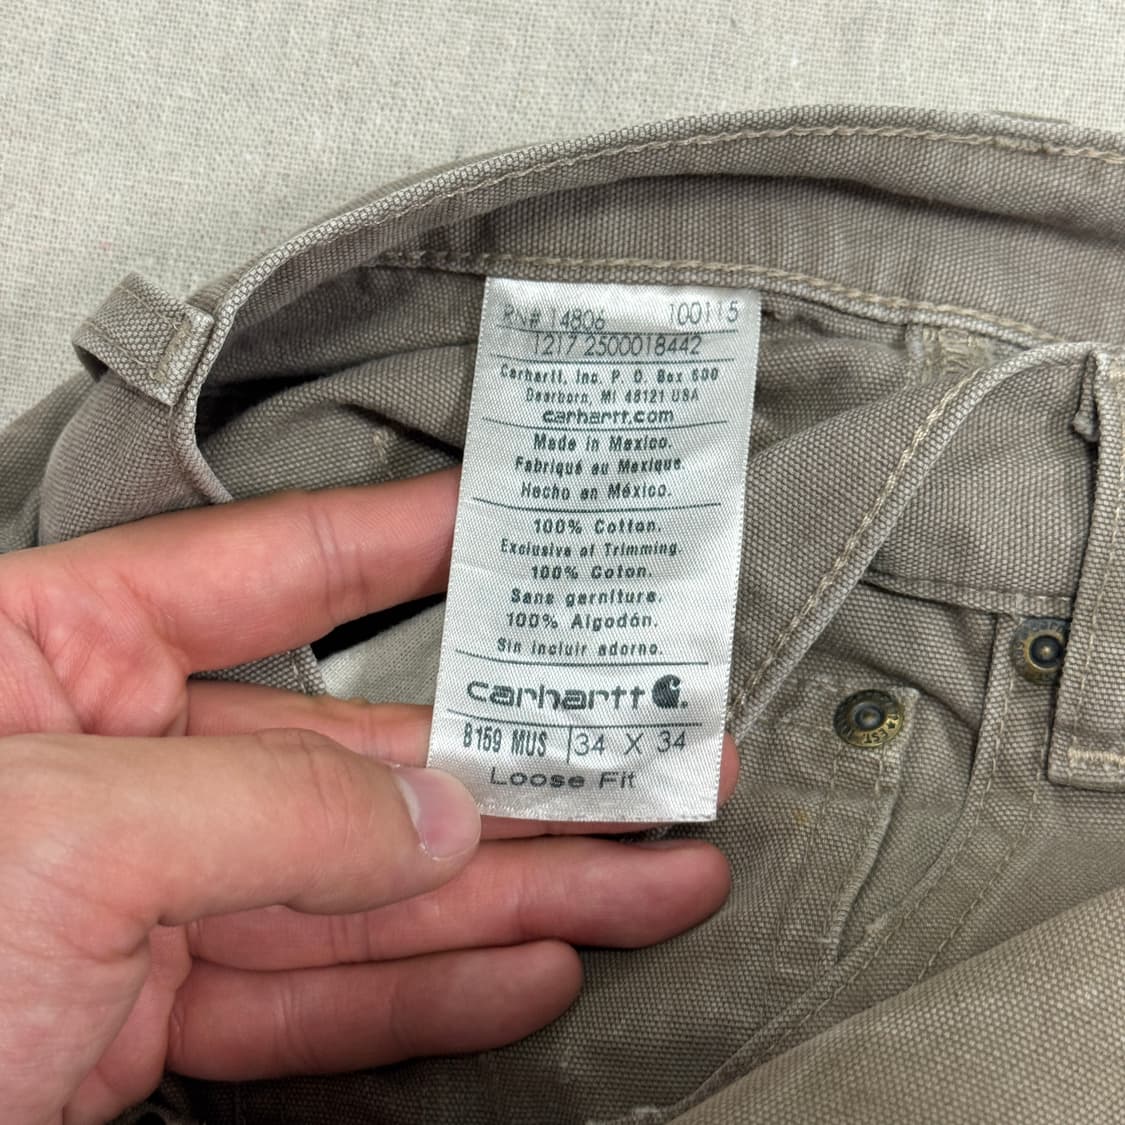 RN# 14806 100115
1217 2500018442
Carhartt, Inc. P. O. Box 600
Dearborn, MI 48121 USA
carhartt.com
Made in Mexico.
Fabriqué au Mexique.
Hecho en México.
100% Cotton.
Exclusive of Trimming.
100% Coton.
Sans garniture.
100% Algodón.
Sin incluir adorno.
carhartt
B159 MUS 34 X 34
Loose Fit